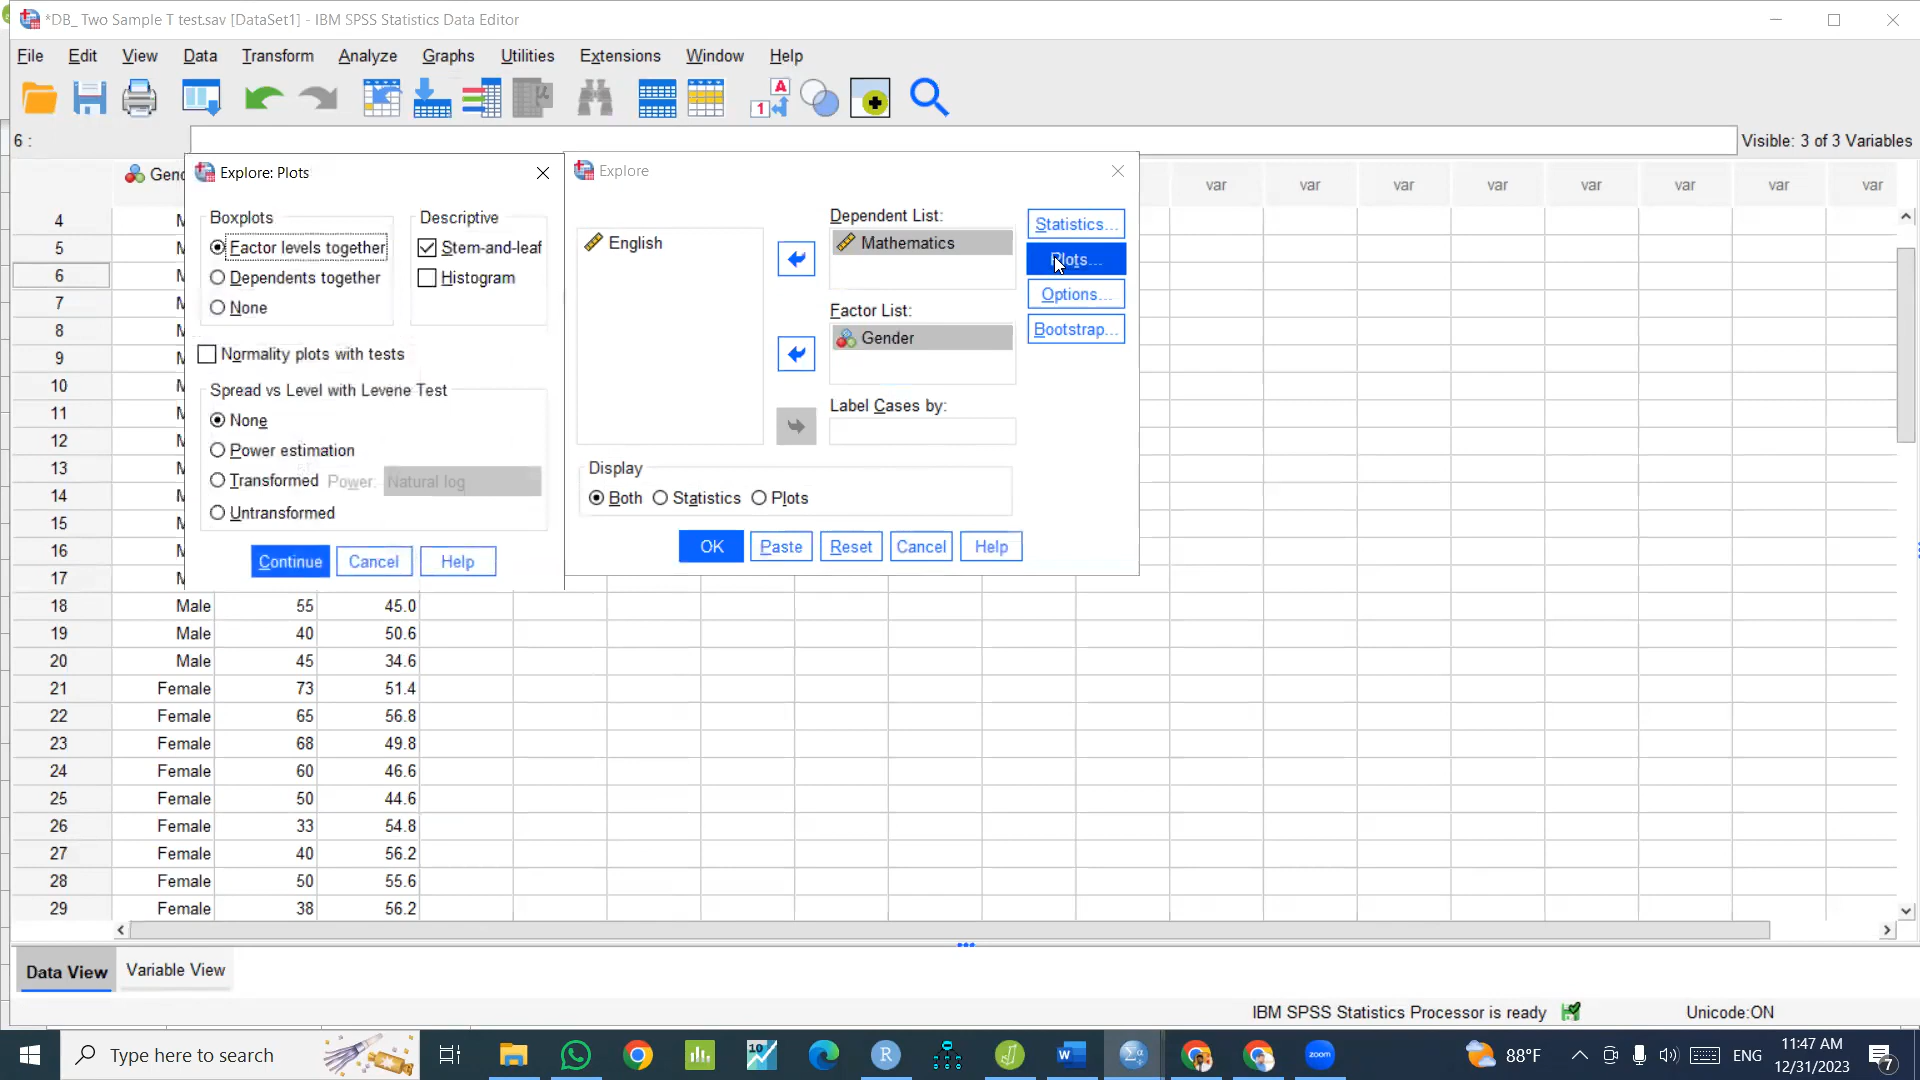 *DB_ Two Sample T test.sav [DataSet1] - IBM SPSS Statistics Data Editor
File Edit View Data Transform Analyze Graphs Utilities Extensions Window Help
6 :
Visible: 3 of 3 Variables
var var var var var var var var
Explore: Plots
Boxplots
Factor levels together
Dependents together
None
Descriptive
Stem-and-leaf
Histogram
Normality plots with tests
Spread vs Level with Levene Test
None
Power estimation
Transformed Power: Natural log
Untransformed
Continue Cancel Help
Explore
English
Dependent List:
Mathematics
Factor List:
Gender
Label Cases by:
Statistics...
Plots...
Options...
Bootstrap...
Display
Both Statistics Plots
OK Paste Reset Cancel Help
4
5
6
7
8
9
10
11
12
13
14
15
16
17
18 Male 55 45.0
19 Male 40 50.6
20 Male 45 34.6
21 Female 73 51.4
22 Female 65 56.8
23 Female 68 49.8
24 Female 60 46.6
25 Female 50 44.6
26 Female 33 54.8
27 Female 40 56.2
28 Female 50 55.6
29 Female 38 56.2
Data View Variable View
IBM SPSS Statistics Processor is ready
Unicode:ON
Type here to search
88°F
ENG
11:47 AM
12/31/2023
7